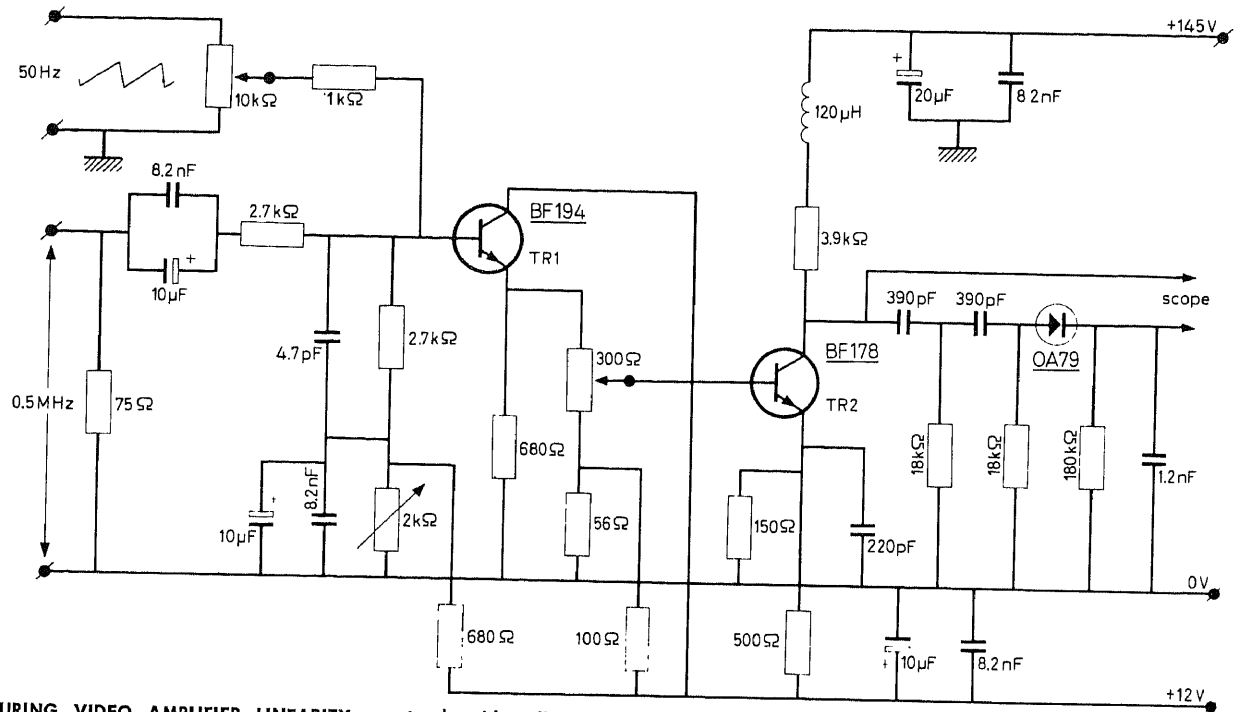 +145V
50Hz
10kΩ
1kΩ
20µF
8.2nF
120µH
8.2nF
2.7kΩ
10µF
BF194
TR1
3.9kΩ
scope
390pF
390pF
OA79
4.7pF
2.7kΩ
300Ω
BF178
TR2
0.5MHz
75Ω
680Ω
18kΩ
18kΩ
180kΩ
1.2nF
10µF
8.2nF
2kΩ
56Ω
150Ω
220pF
0V
680Ω
100Ω
500Ω
10µF
8.2nF
+12V
VIDEO AMPLIFIER LINEARITY